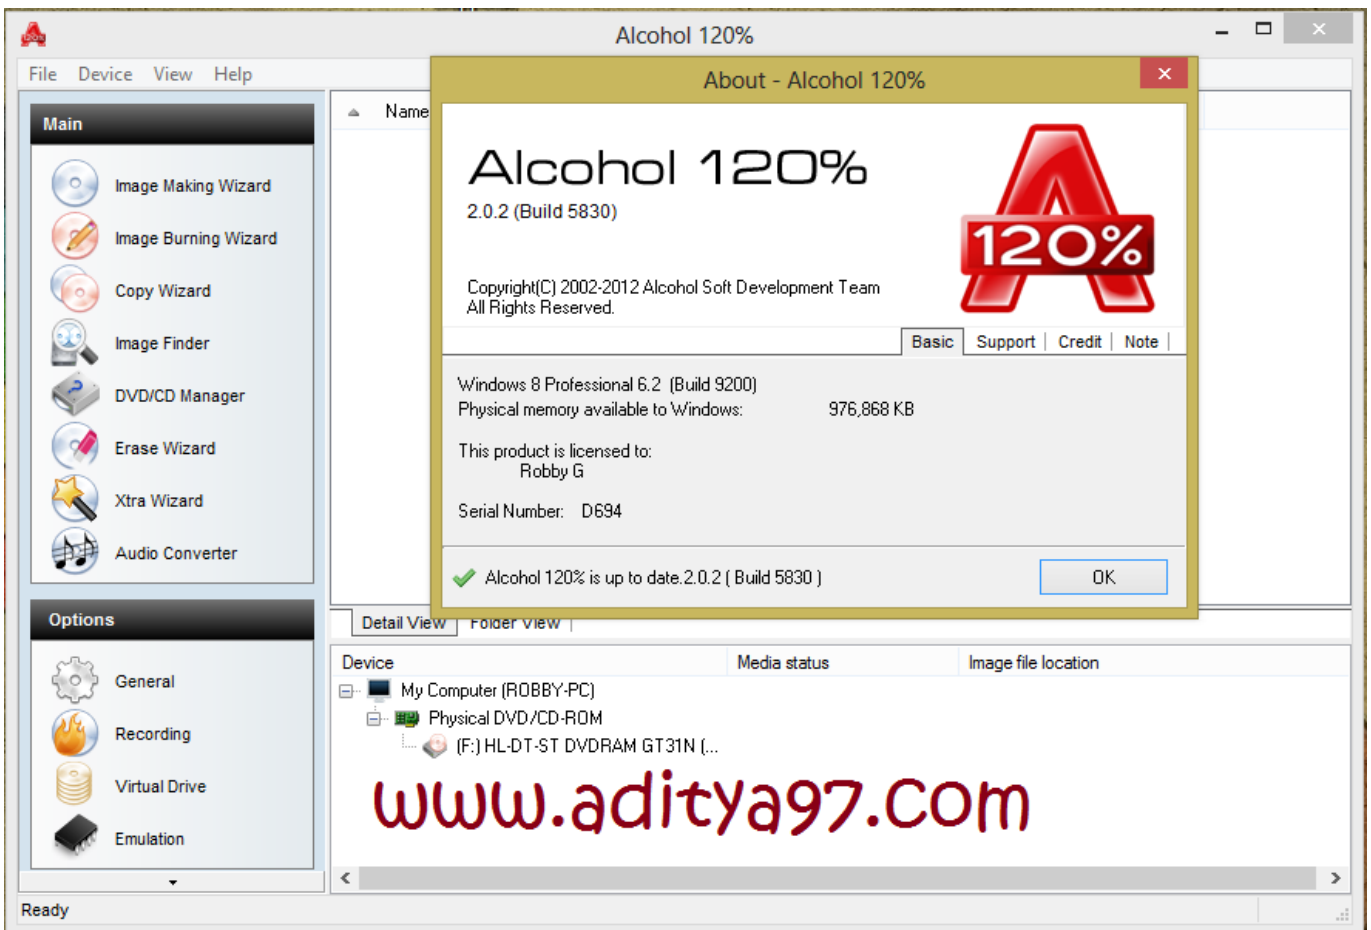 Alcohol 120%
File Device View Help
Main
Image Making Wizard
Image Burning Wizard
Copy Wizard
Image Finder
DVD/CD Manager
Erase Wizard
Xtra Wizard
Audio Converter
Options
General
Recording
Virtual Drive
Emulation
Name
About - Alcohol 120%
Alcohol 120%
2.0.2 (Build 5830)
A
120%
Copyright(C) 2002-2012 Alcohol Soft Development Team
All Rights Reserved.
Basic Support Credit Note
Windows 8 Professional 6.2 (Build 9200)
Physical memory available to Windows: 976,868 KB
This product is licensed to:
Robby G
Serial Number: D694
Alcohol 120% is up to date.2.0.2 ( Build 5830 )
OK
Detail View Folder View
Device Media status Image file location
My Computer (ROBBY-PC)
Physical DVD/CD-ROM
(F:) HL-DT-ST DVDRAM GT31N (...
www.aditya97.com
Ready